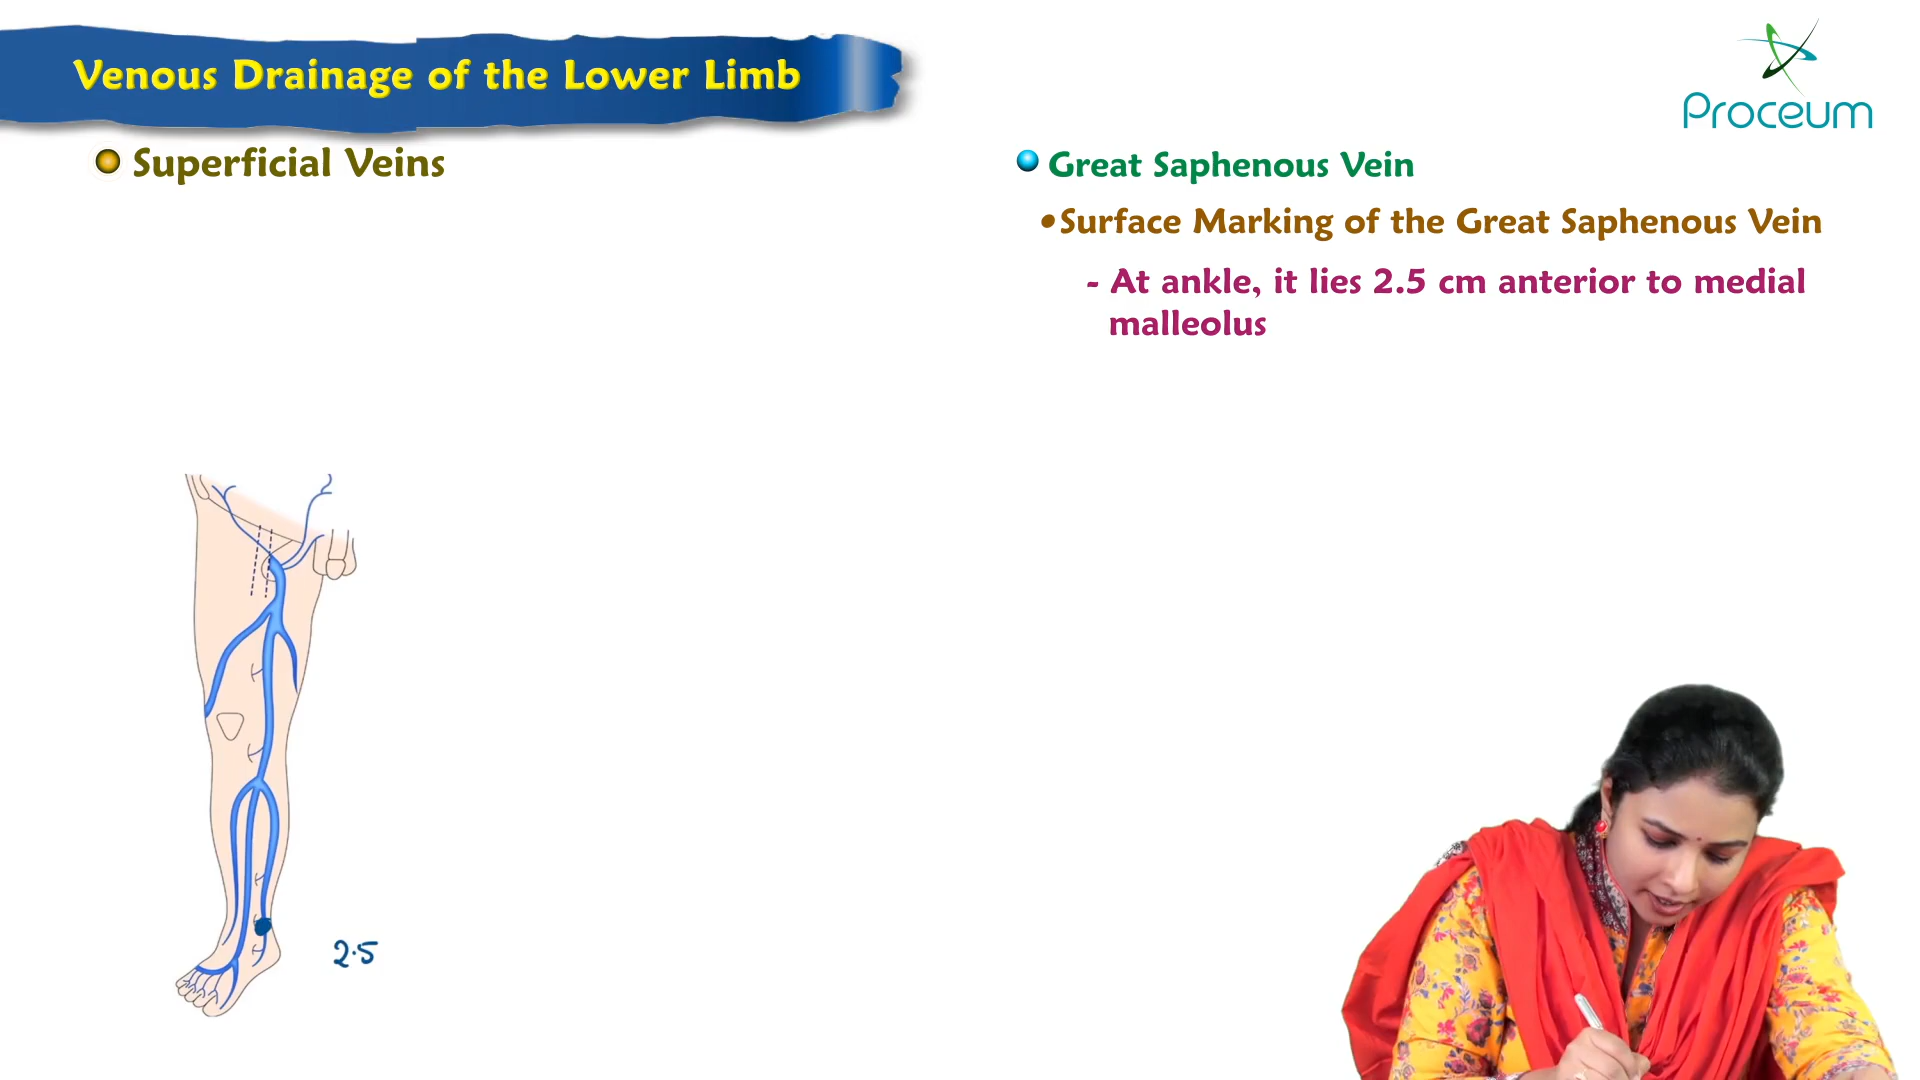 Venous Drainage of the Lower Limb
Proceum
Superficial Veins
Great Saphenous Vein
•Surface Marking of the Great Saphenous Vein
- At ankle, it lies 2.5 cm anterior to medial
malleolus
2.5